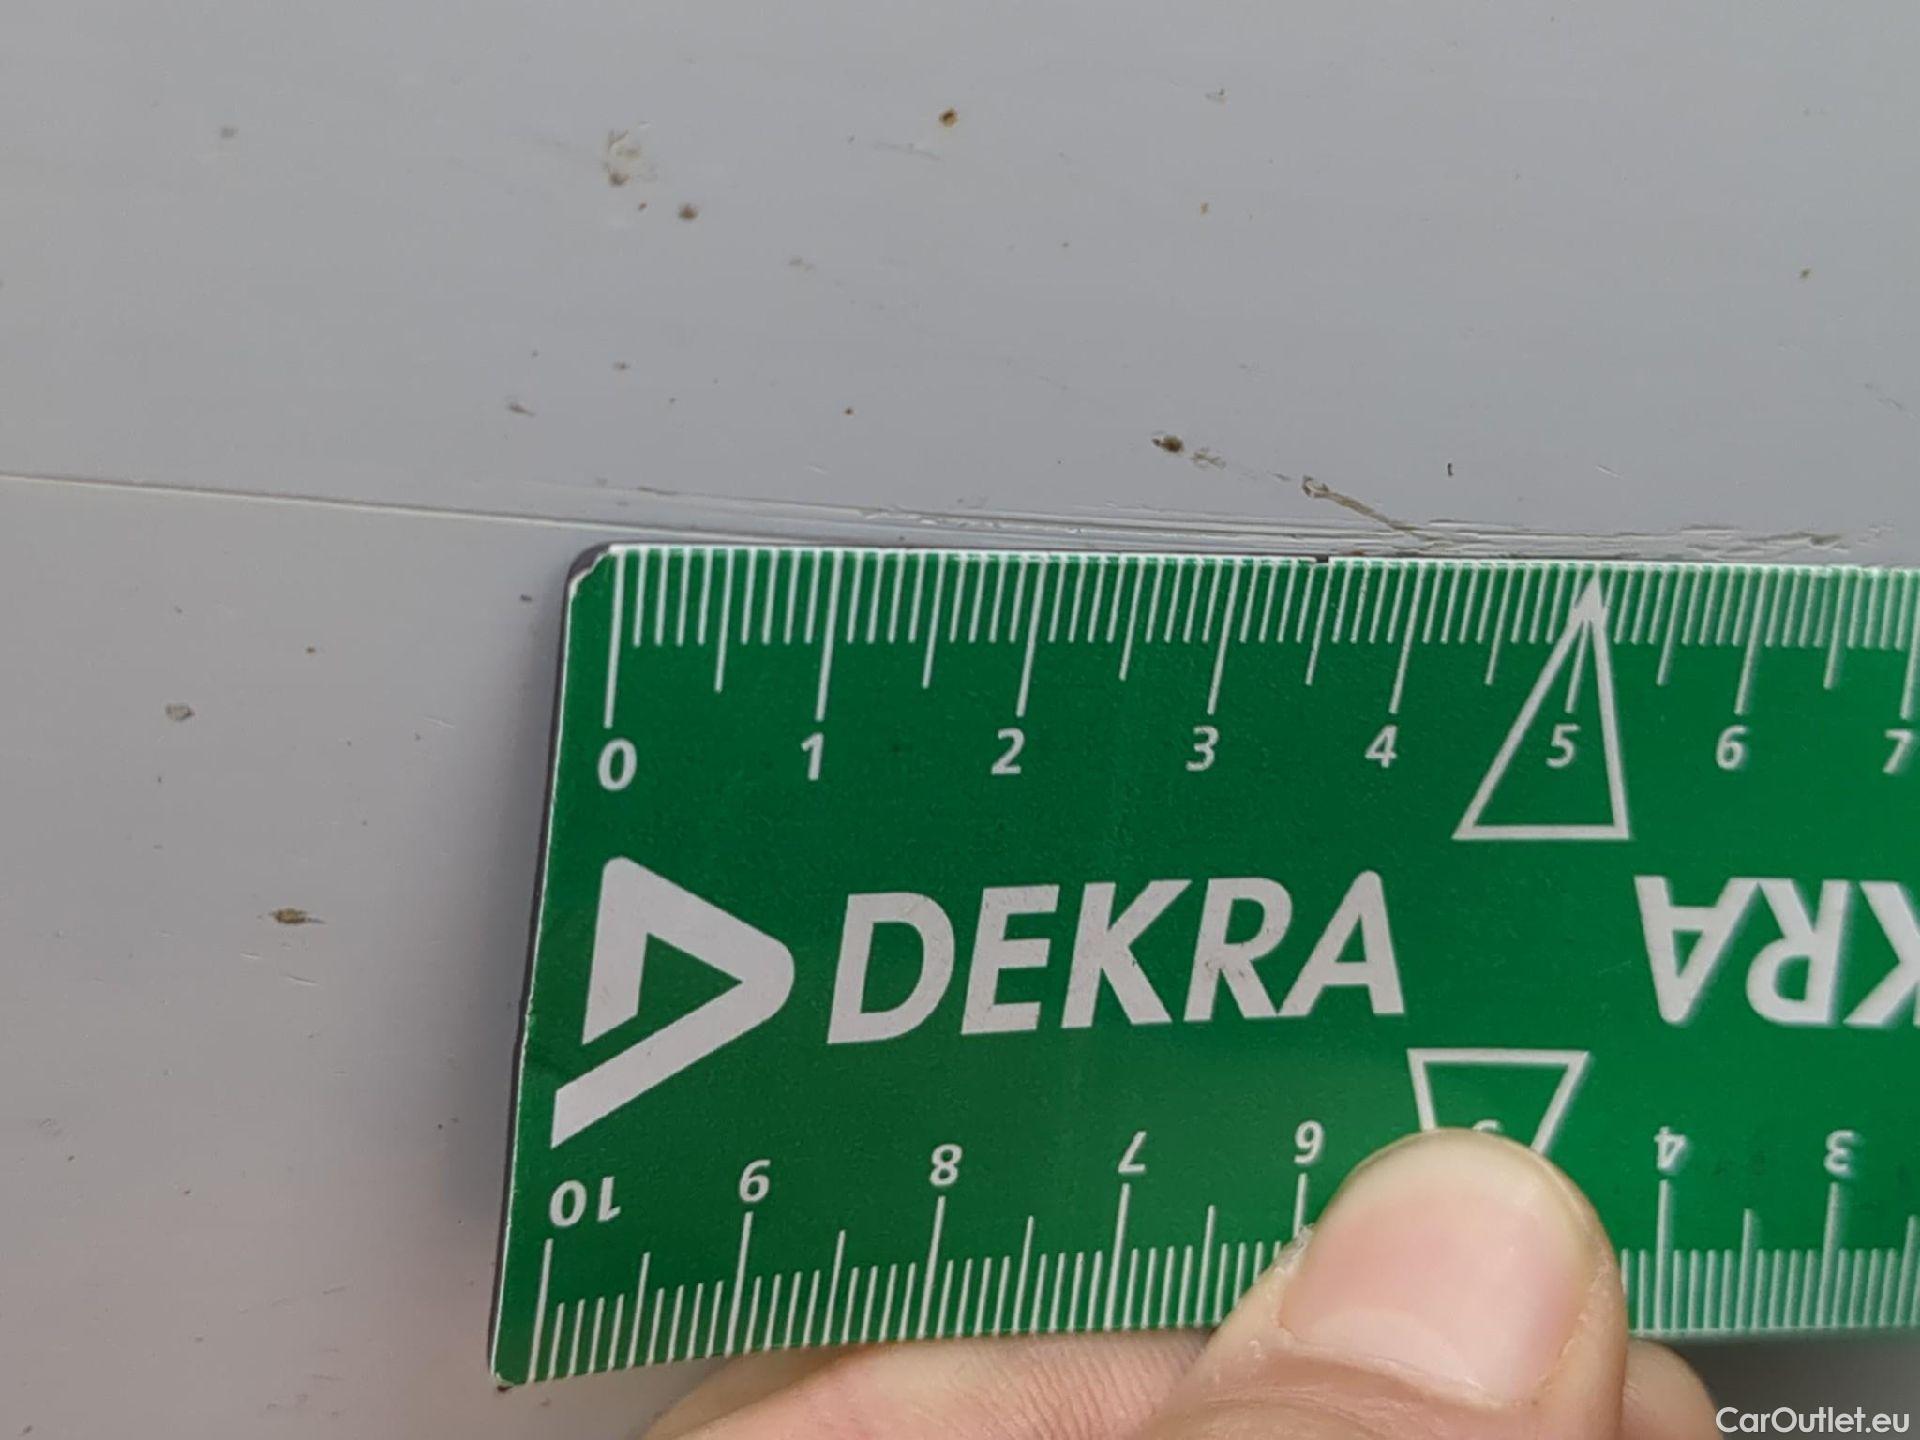 0 1 2 3 4 5 6 7
DEKRA
KRA
10 9 8 7 6 4 3
CarOutlet.eu